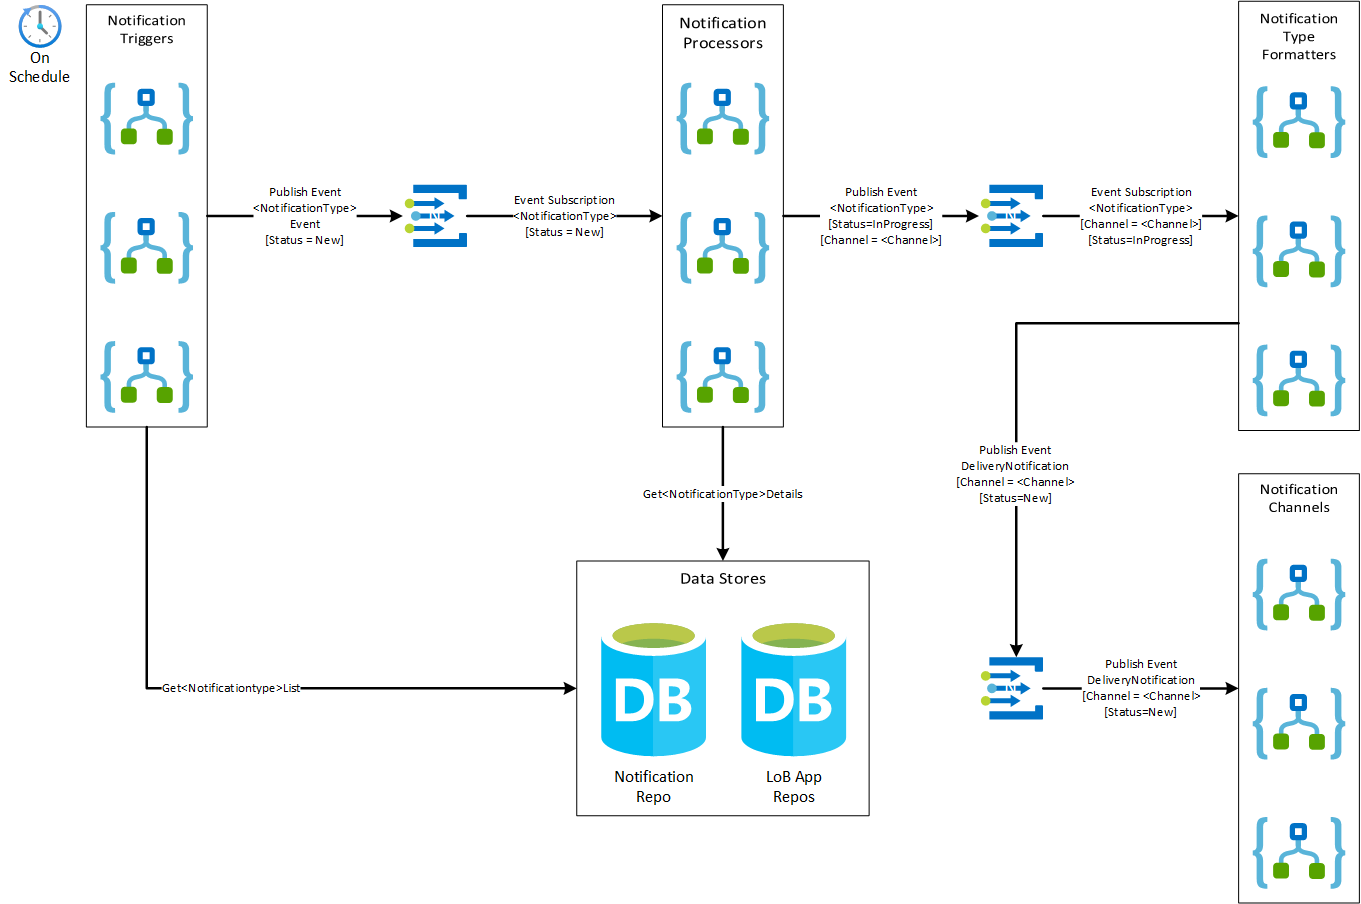 On
Schedule
Notification
Triggers
Publish Event
<NotificationType>
Event
[Status = New]
N
Event Subscription
<NotificationType>
[Status = New]
Notification
Processors
Publish Event
<NotificationType>
[Status=InProgress]
[Channel = <Channel>]
N
Event Subscription
<NotificationType>
[Channel = <Channel>]
[Status=InProgress]
Notification
Type
Formatters
Get<NotificationType>Details
Publish Event
DeliveryNotification
[Channel = <Channel>
[Status=New]
Get<Notificationtype>List
Data Stores
DB
DB
Notification
Repo
LoB App
Repos
N
Publish Event
DeliveryNotification
[Channel = <Channel>
[Status=New]
Notification
Channels